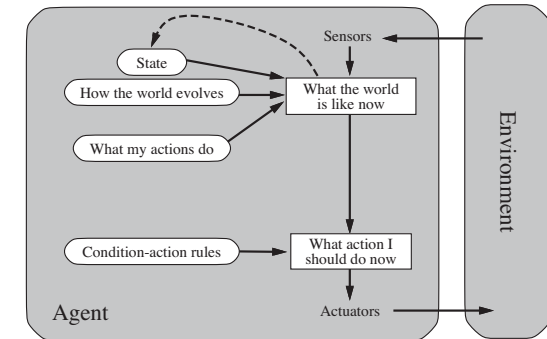 Sensors
State
How the world evolves
What the world
is like now
What my actions do
Environment
Condition-action rules
What action I
should do now
Agent
Actuators